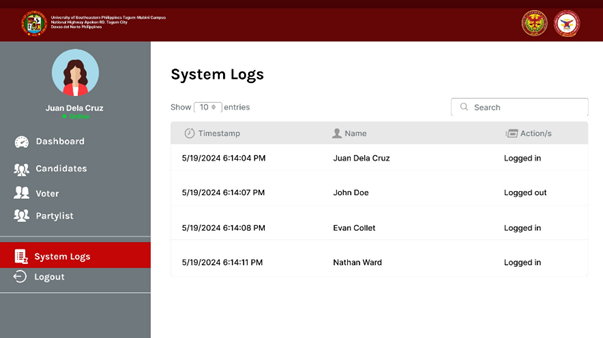 University of Southeastern Philippines Tagum-Mabini Campus
National Highway Apokon RD, Tagum City
Davao del Norte Philippines
Juan Dela Cruz
Online
Dashboard
Candidates
Voter
Partylist
System Logs
Logout
System Logs
Show 10 entries
Search
Timestamp Name Action/s
5/19/2024 6:14:04 PM Juan Dela Cruz Logged in
5/19/2024 6:14:07 PM John Doe Logged out
5/19/2024 6:14:08 PM Evan Collet Logged in
5/19/2024 6:14:11 PM Nathan Ward Logged in